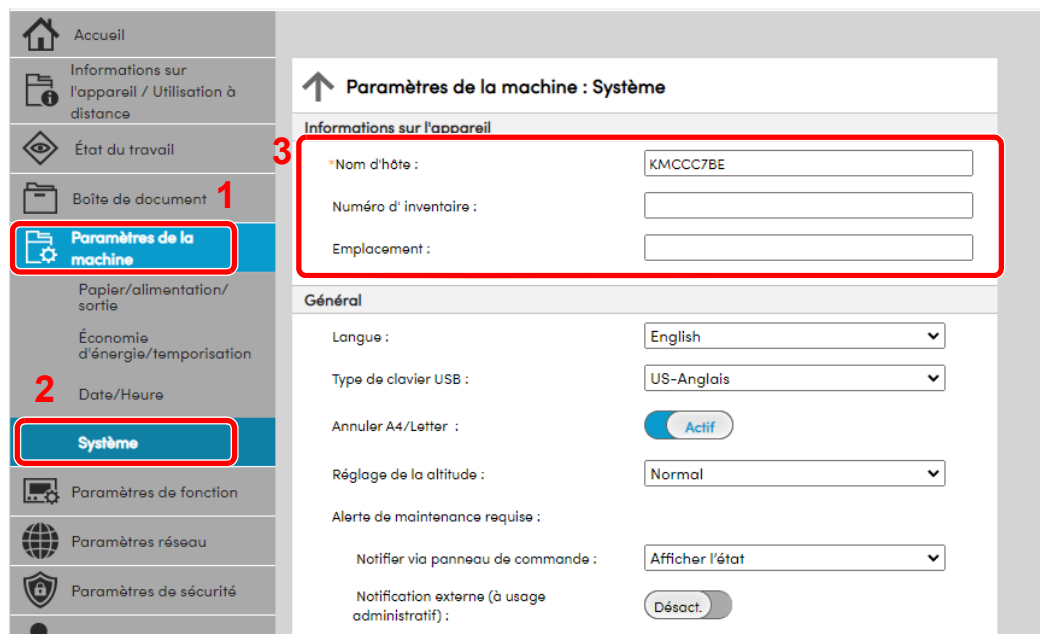 Accueil
Informations sur
l'appareil / Utilisation à
distance
État du travail
Boîte de document
1
Paramètres de la
machine
Papier/alimentation/
sortie
Économie
d'énergie/temporisation
2
Date/Heure
Système
Paramètres de fonction
Paramètres réseau
Paramètres de sécurité
Paramètres de la machine : Système
Informations sur l'appareil
3
*Nom d'hôte :
KMCCC7BE
Numéro d' inventaire :
Emplacement :
Général
Langue :
English
Type de clavier USB :
US-Anglais
Annuler A4/Letter :
Actif
Réglage de la altitude :
Normal
Alerte de maintenance requise :
Notifier via panneau de commande :
Afficher l'état
Notification externe (à usage
administratif) :
Désact.